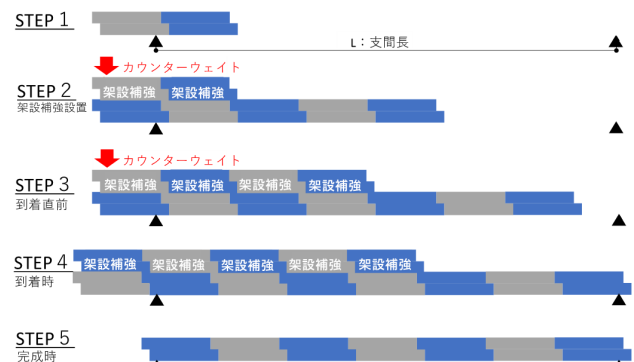 STEP 1
L：支間長
カウンターウェイト
STEP 2
架設補強設置
架設補強 架設補強
カウンターウェイト
STEP 3
到着直前
架設補強 架設補強 架設補強 架設補強
STEP 4
到着時
架設補強 架設補強 架設補強 架設補強 架設補強
STEP 5
完成時